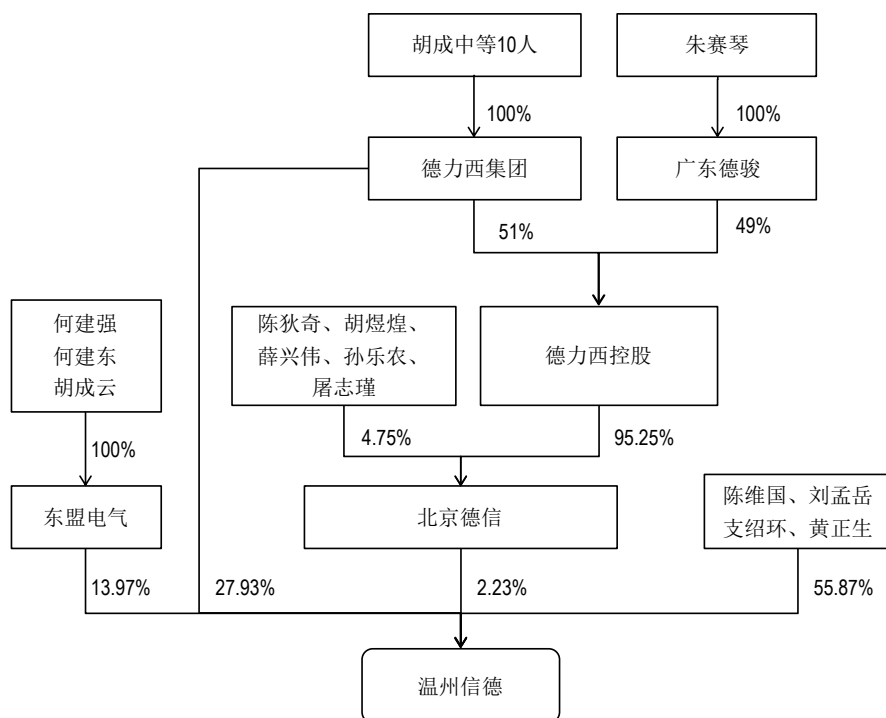 胡成中等10人
朱赛琴
100%
100%
德力西集团
广东德骏
51%
49%
何建强
何建东
胡成云
陈狄奇、胡煜煌、
薛兴伟、孙乐农、
屠志瑾
德力西控股
100%
4.75%
95.25%
东盟电气
北京德信
陈维国、刘孟岳
支绍环、黄正生
13.97%
27.93%
2.23%
55.87%
温州信德